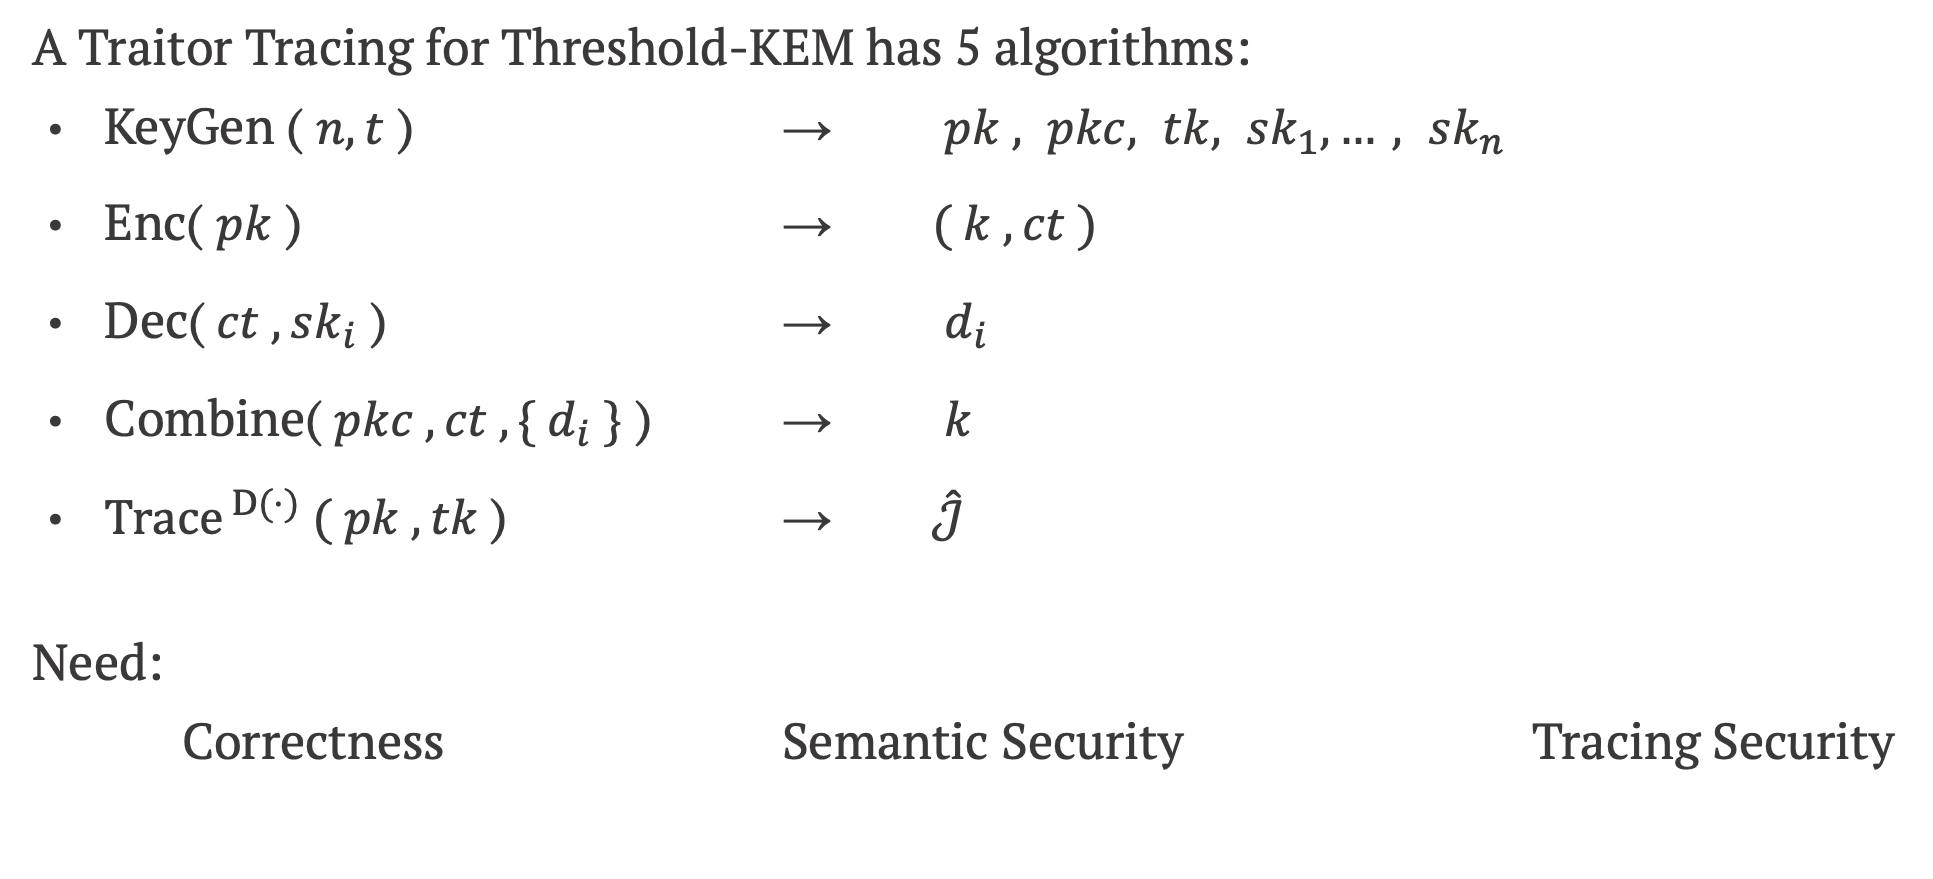 A Traitor Tracing for Threshold-KEM has 5 algorithms:
• KeyGen ( n, t ) → pk , pkc, tk, sk₁, … , skₙ
• Enc( pk ) → ( k , ct )
• Dec( ct , skᵢ ) → dᵢ
• Combine( pkc , ct , { dᵢ } ) → k
• Trace ᴰ⁽·⁾ ( pk , tk ) → 𝒥̂
Need:
Correctness Semantic Security Tracing Security